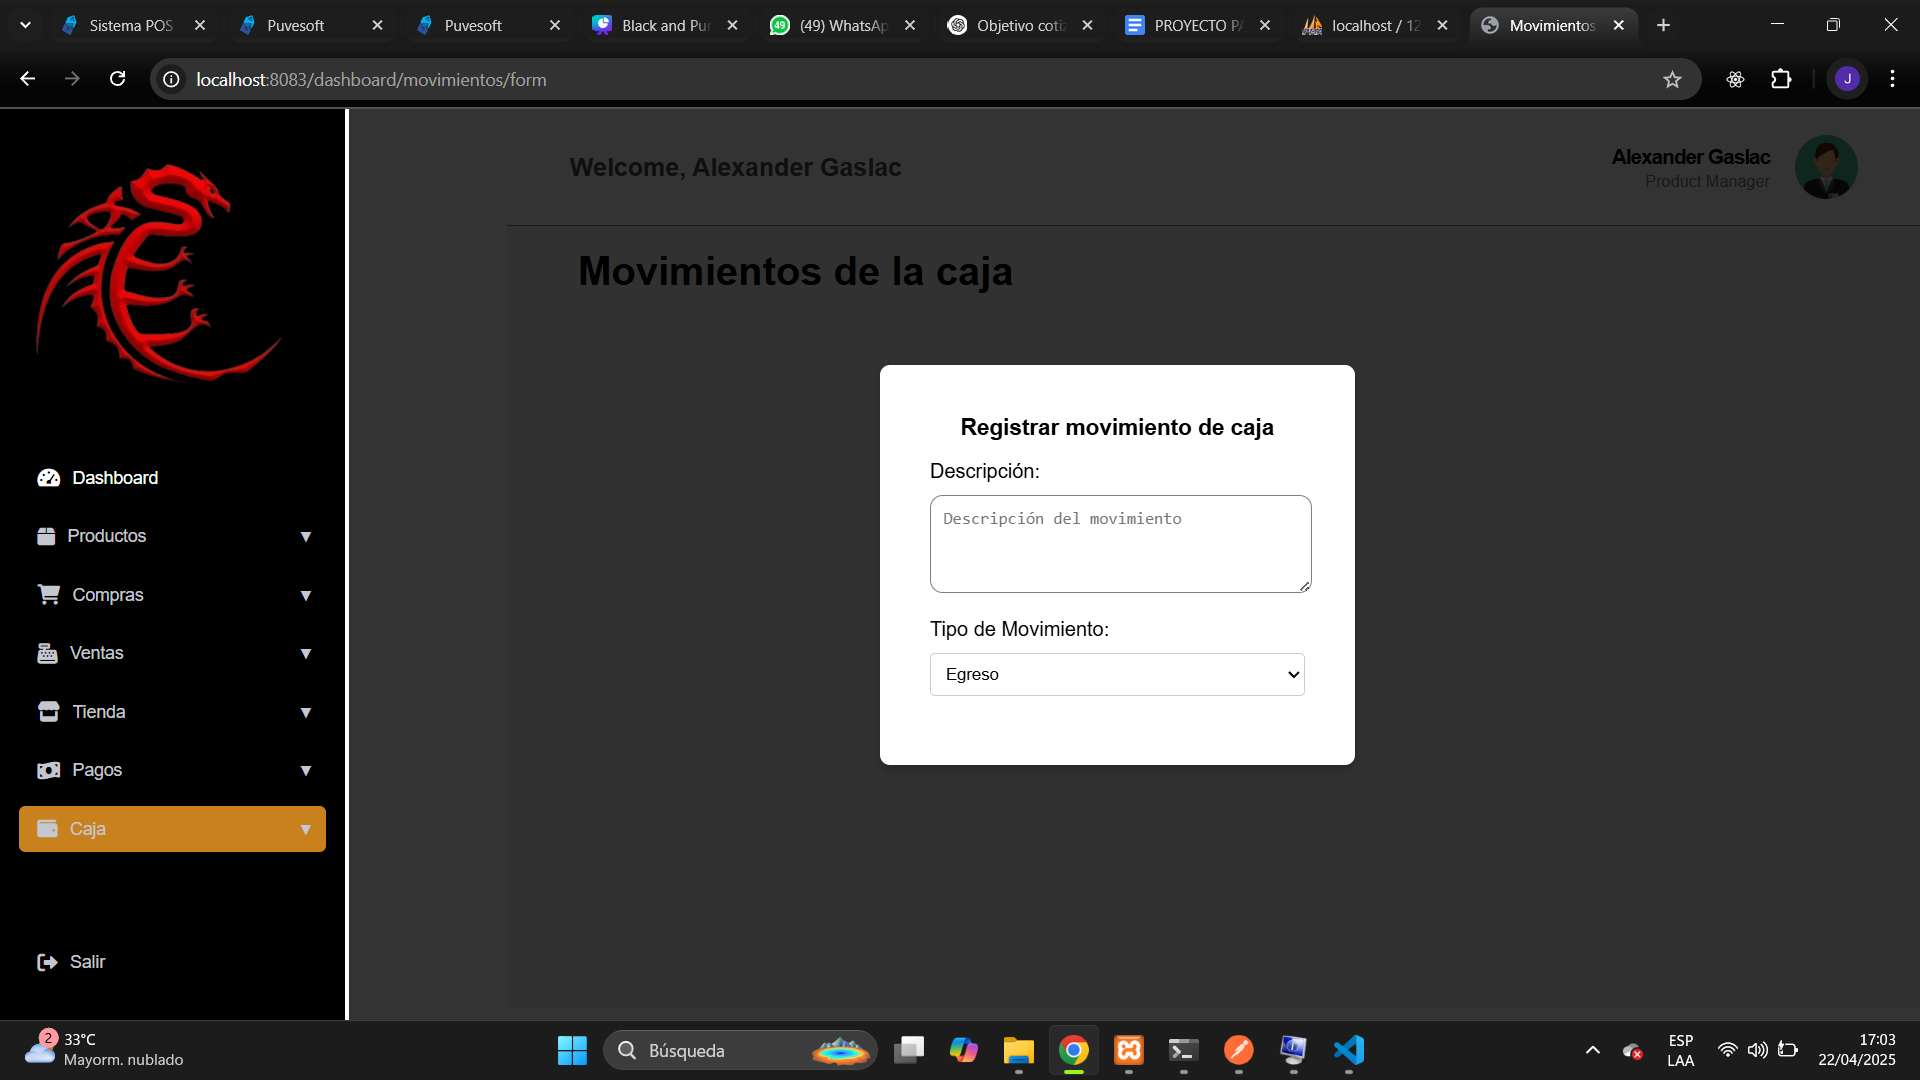 Sistema POS
Puvesoft
Puvesoft
Black and Pur
(49) WhatsAp
Objetivo coti
PROYECTO PA
localhost / 12
Movimientos
localhost:8083/dashboard/movimientos/form
J
Welcome, Alexander Gaslac
Alexander Gaslac
Product Manager
Movimientos de la caja
Registrar movimiento de caja
Descripción:
Descripción del movimiento
Tipo de Movimiento:
Egreso
Dashboard
Productos
Compras
Ventas
Tienda
Pagos
Caja
Salir
2
33°C
Mayorm. nublado
Búsqueda
ESP
LAA
17:03
22/04/2025